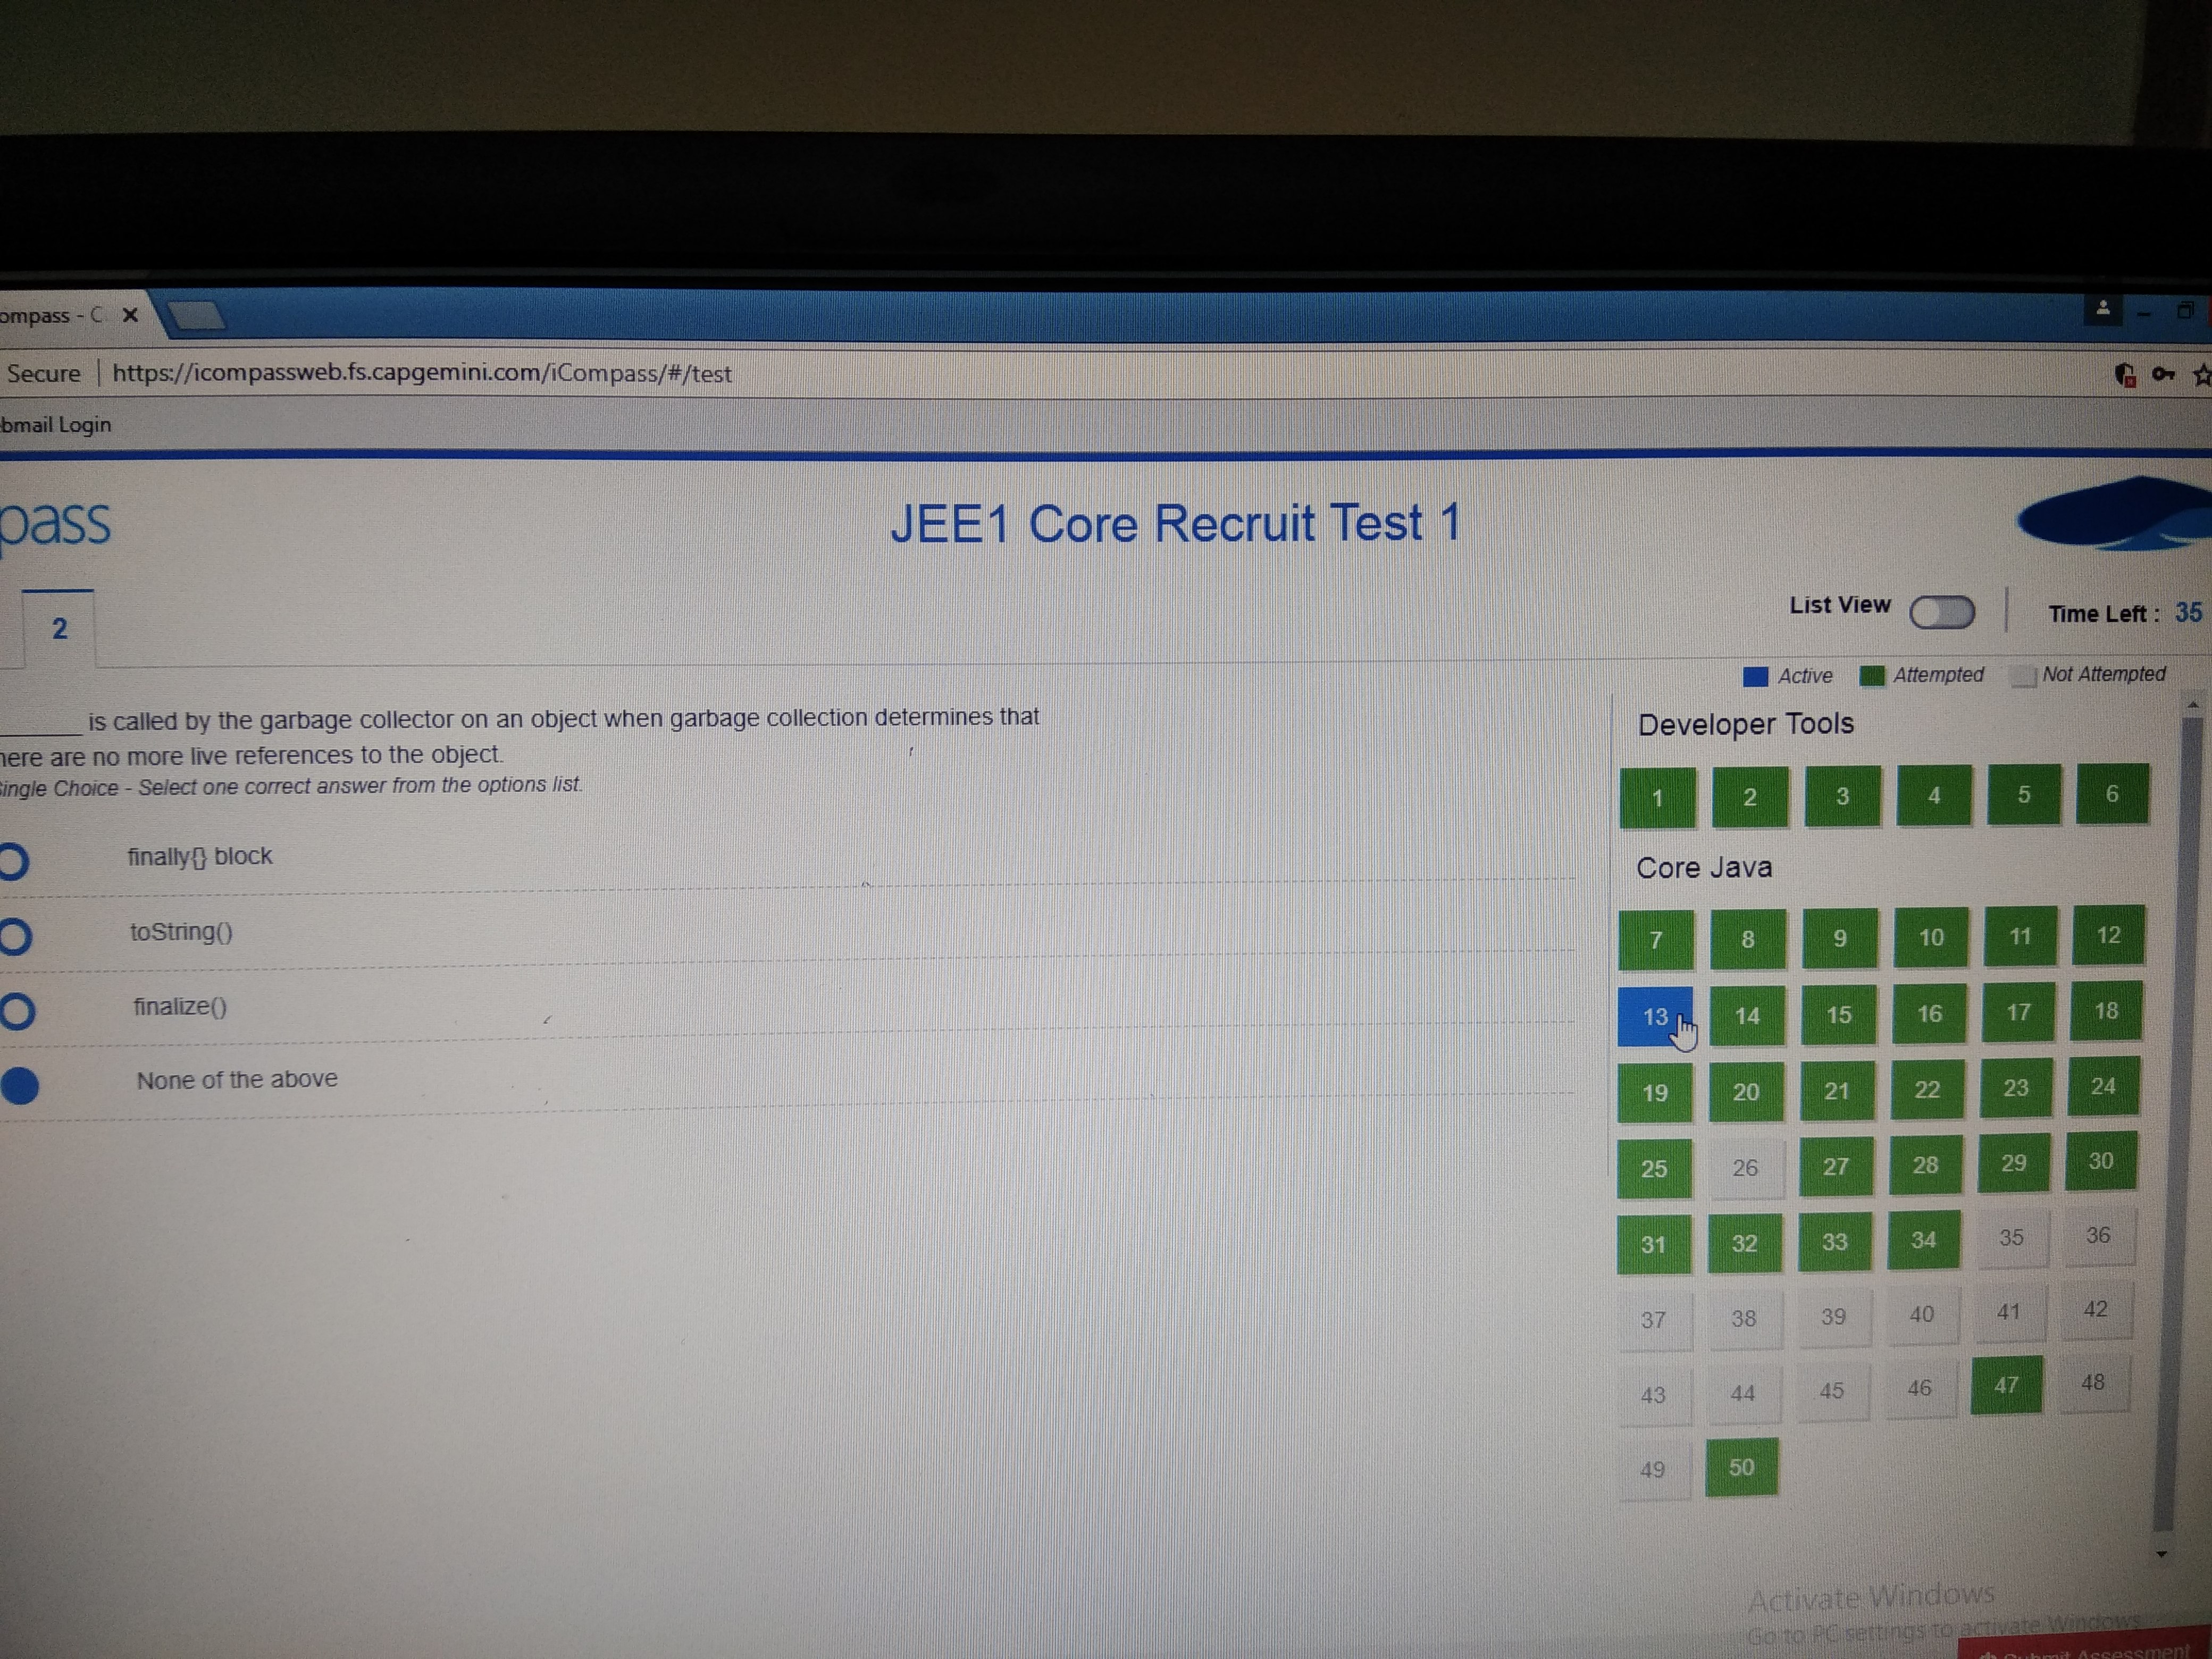 ompass - C
Secure | https://icompassweb.fs.capgemini.com/iCompass/#/test
bmail Login
pass
JEE1 Core Recruit Test 1
2
List View
Time Left : 35
Active Attempted Not Attempted
______ is called by the garbage collector on an object when garbage collection determines that
here are no more live references to the object.
Single Choice - Select one correct answer from the options list.
finally{} block
toString()
finalize()
None of the above
Developer Tools
1 2 3 4 5 6
Core Java
7 8 9 10 11 12
13 14 15 16 17 18
19 20 21 22 23 24
25 26 27 28 29 30
31 32 33 34 35 36
37 38 39 40 41 42
43 44 45 46 47 48
49 50
Activate Windows
Go to PC settings to activate Windows.
Submit Assessment